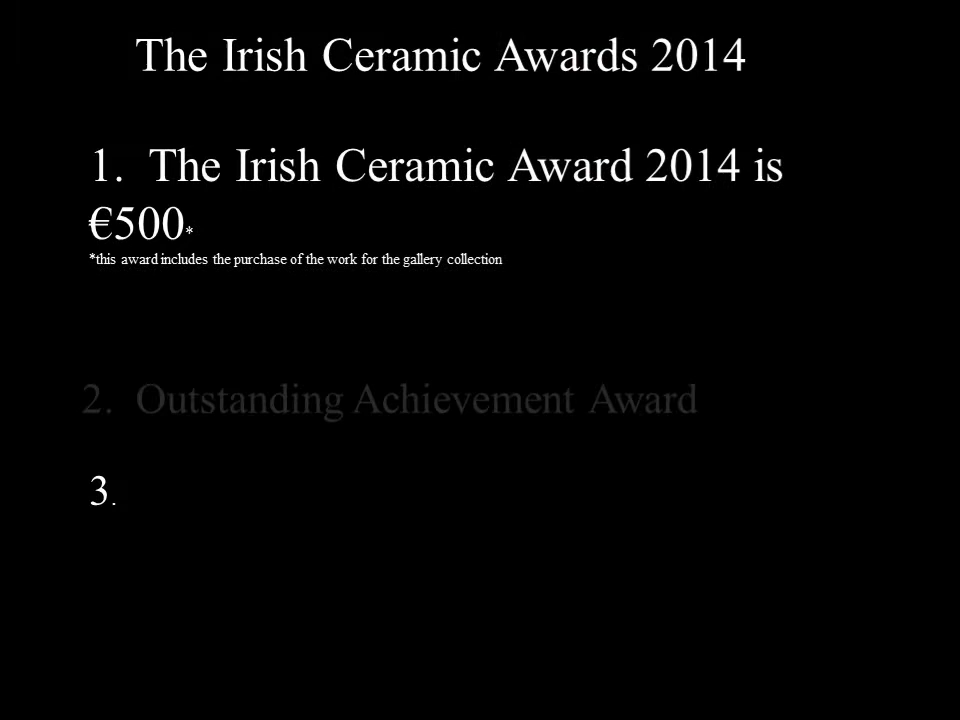 The Irish Ceramic Awards 2014
1. The Irish Ceramic Award 2014 is
€500*
*this award includes the purchase of the work for the gallery collection
2. Outstanding Achievement Award
3.